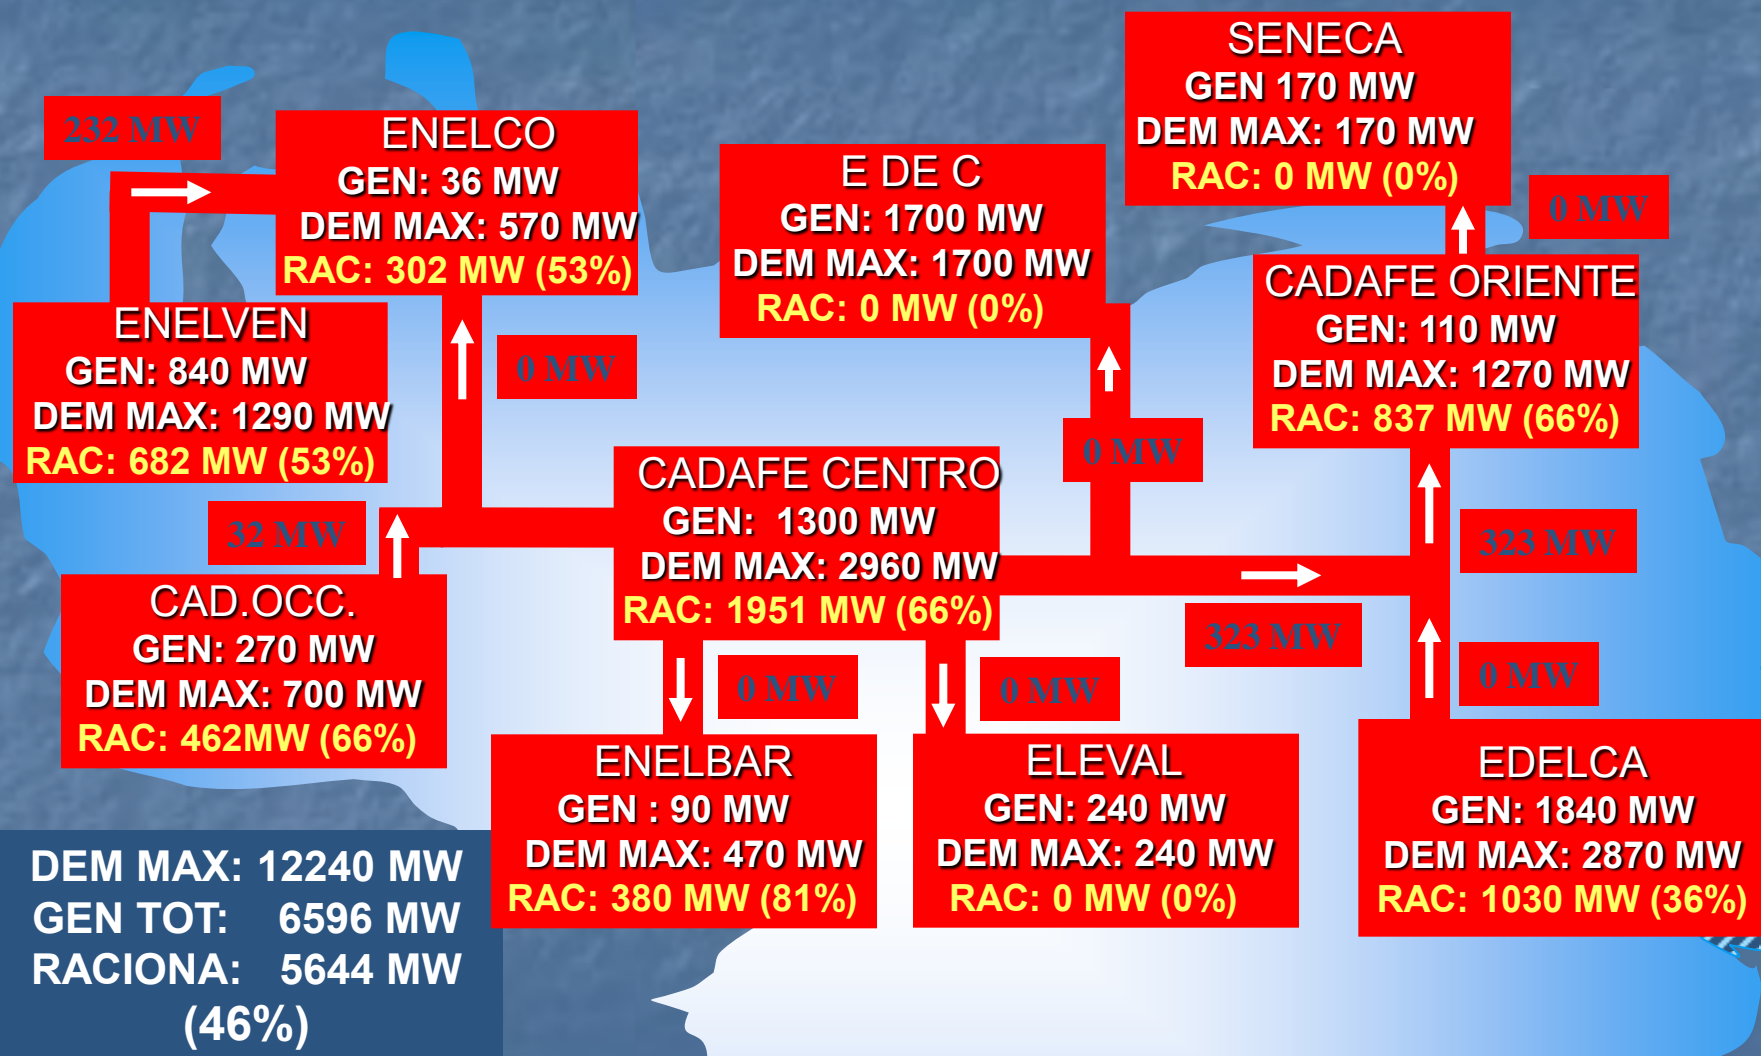 SENECA
GEN 170 MW
DEM MAX: 170 MW
RAC: 0 MW (0%)
232 MW
ENELCO
GEN: 36 MW
DEM MAX: 570 MW
RAC: 302 MW (53%)
E DE C
GEN: 1700 MW
DEM MAX: 1700 MW
RAC: 0 MW (0%)
0 MW
CADAFE ORIENTE
GEN: 110 MW
DEM MAX: 1270 MW
RAC: 837 MW (66%)
ENELVEN
GEN: 840 MW
DEM MAX: 1290 MW
RAC: 682 MW (53%)
0 MW
0 MW
CADAFE CENTRO
GEN: 1300 MW
DEM MAX: 2960 MW
RAC: 1951 MW (66%)
32 MW
323 MW
CAD.OCC.
GEN: 270 MW
DEM MAX: 700 MW
RAC: 462MW (66%)
323 MW
0 MW
0 MW
0 MW
ENELBAR
GEN : 90 MW
DEM MAX: 470 MW
RAC: 380 MW (81%)
ELEVAL
GEN: 240 MW
DEM MAX: 240 MW
RAC: 0 MW (0%)
EDELCA
GEN: 1840 MW
DEM MAX: 2870 MW
RAC: 1030 MW (36%)
DEM MAX: 12240 MW
GEN TOT: 6596 MW
RACIONA: 5644 MW
(46%)